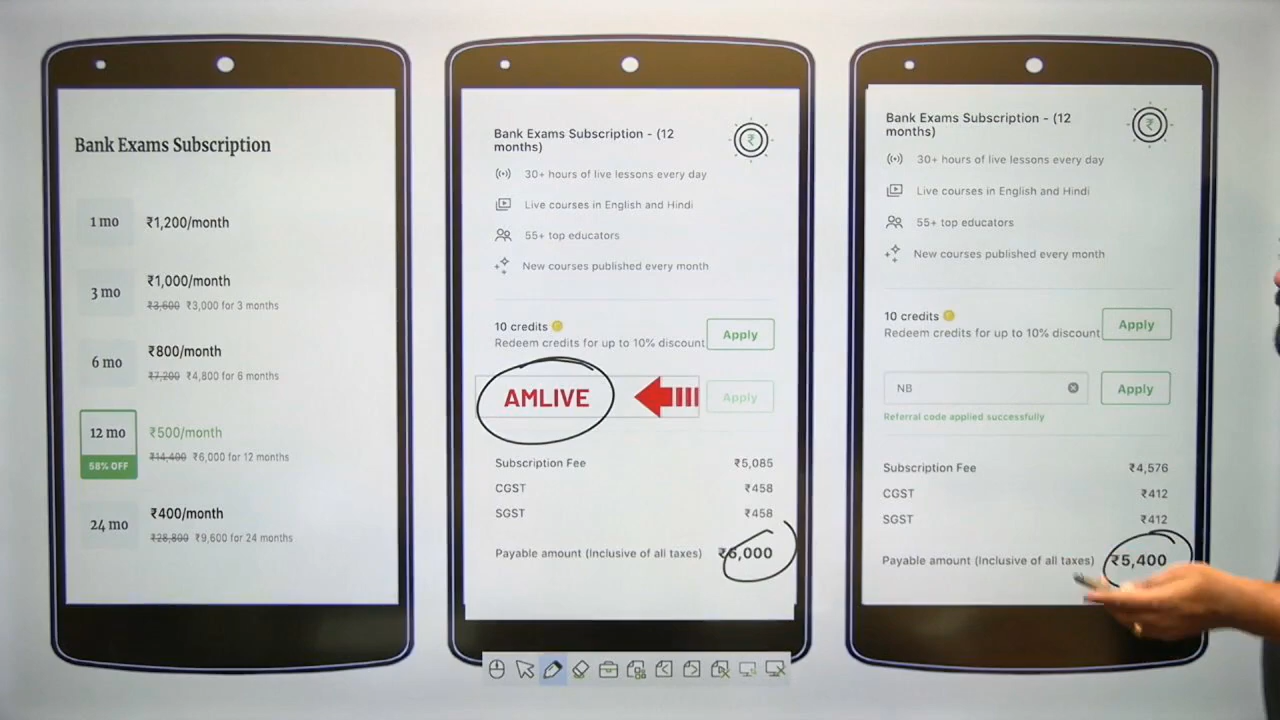 Bank Exams Subscription
1 mo ₹1,200/month
3 mo ₹1,000/month
₹3,600 ₹3,000 for 3 months
6 mo ₹800/month
₹7,200 ₹4,800 for 6 months
12 mo ₹500/month
58% OFF ₹14,400 ₹6,000 for 12 months
24 mo ₹400/month
₹28,800 ₹9,600 for 24 months
Bank Exams Subscription - (12
months)
₹
30+ hours of live lessons every day
Live courses in English and Hindi
55+ top educators
New courses published every month
10 credits
Redeem credits for up to 10% discount
Apply
AMLIVE
Apply
Subscription Fee ₹5,085
CGST ₹458
SGST ₹458
Payable amount (Inclusive of all taxes) ₹6,000
Bank Exams Subscription - (12
months)
₹
30+ hours of live lessons every day
Live courses in English and Hindi
55+ top educators
New courses published every month
10 credits
Redeem credits for up to 10% discount
Apply
NB
Apply
Referral code applied successfully
Subscription Fee ₹4,576
CGST ₹412
SGST ₹412
Payable amount (Inclusive of all taxes) ₹5,400